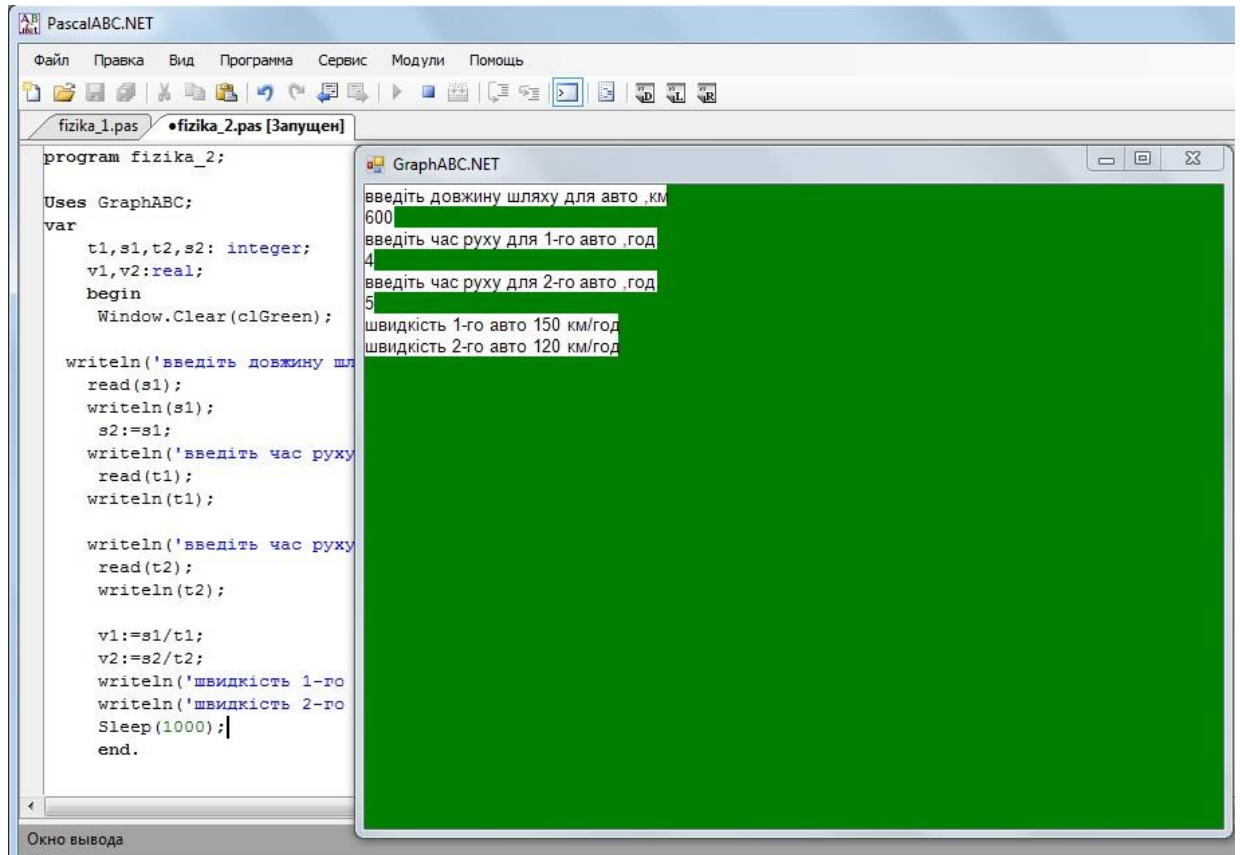 PascalABC.NET
Файл Правка Вид Программа Сервис Модули Помощь
fizika_1.pas •fizika_2.pas [Запущен]
program fizika_2;
Uses GraphABC;
var
t1,s1,t2,s2: integer;
v1,v2:real;
begin
Window.Clear(clGreen);
writeln('введіть довжину шл
read(s1);
writeln(s1);
s2:=s1;
writeln('введіть час руху
read(t1);
writeln(t1);
writeln('введіть час руху
read(t2);
writeln(t2);
v1:=s1/t1;
v2:=s2/t2;
writeln('швидкість 1-го
writeln('швидкість 2-го
Sleep(1000);
end.
Окно вывода
GraphABC.NET
введіть довжину шляху для авто ,км
600
введіть час руху для 1-го авто ,год
4
введіть час руху для 2-го авто ,год
5
швидкість 1-го авто 150 км/год
швидкість 2-го авто 120 км/год